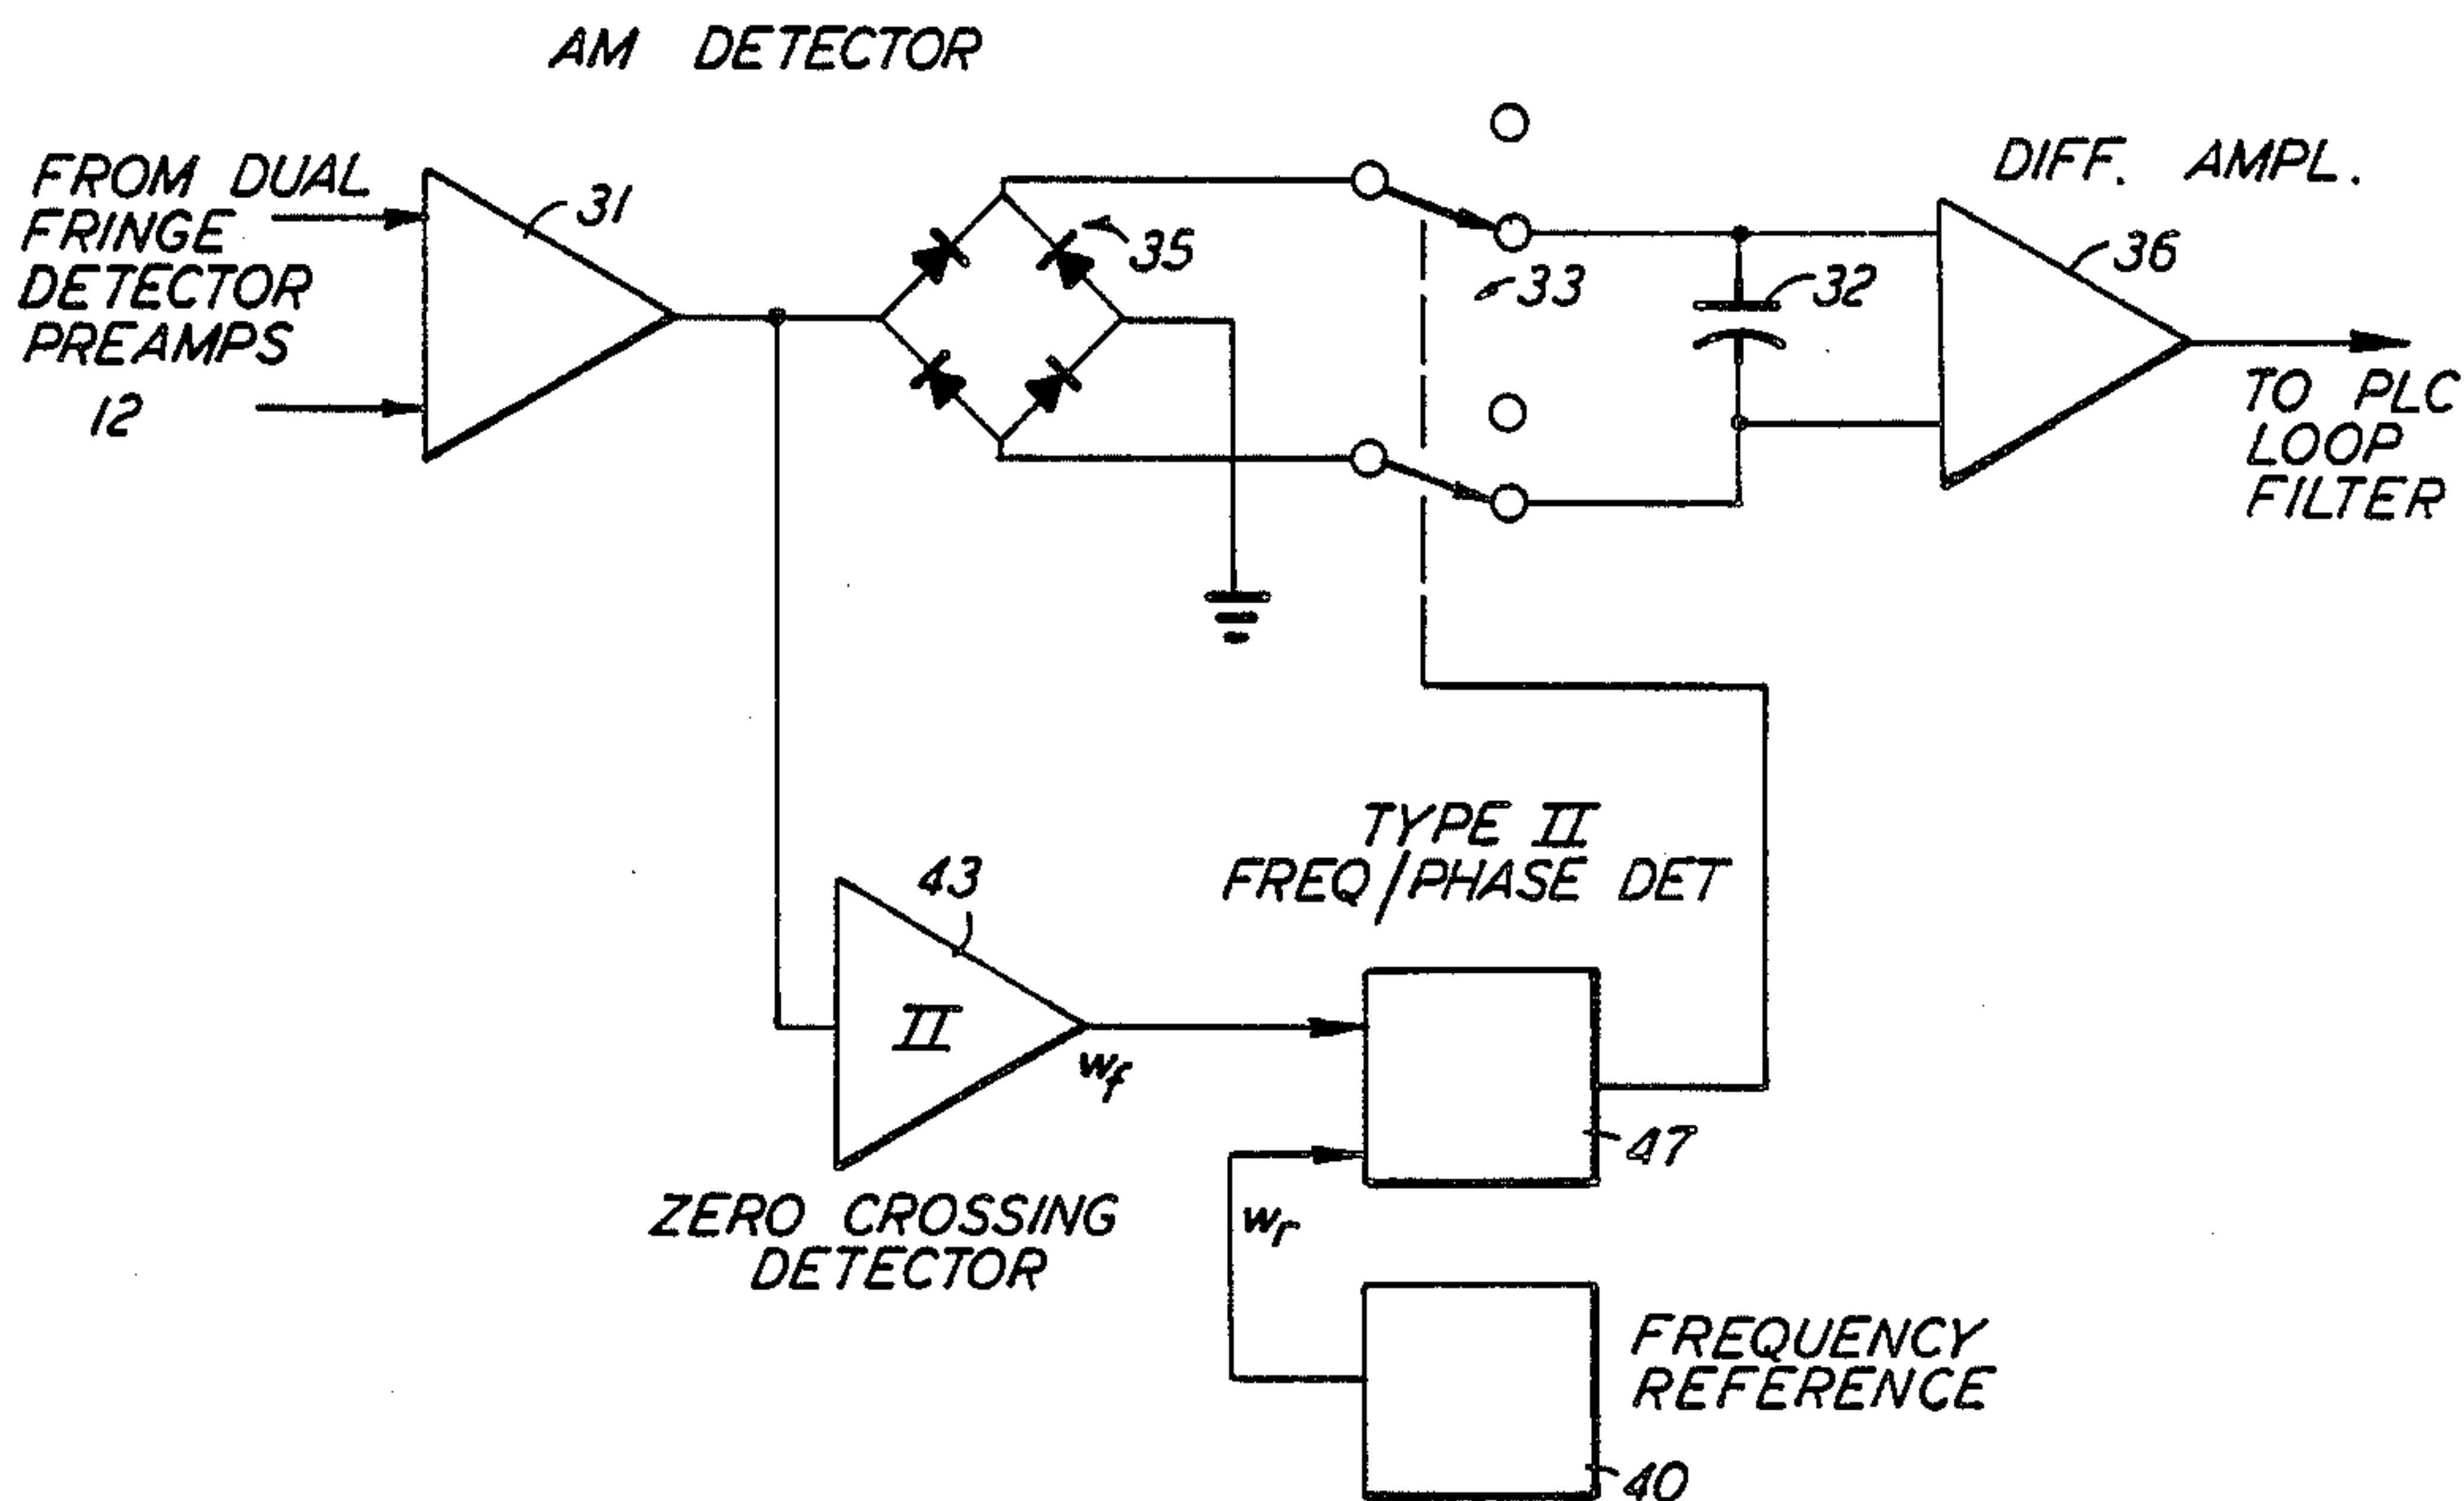 AM DETECTOR
FROM DUAL
FRINGE
DETECTOR
PREAMPS
12
31
35
33
32
DIFF. AMPL.
36
TO PLC
LOOP
FILTER
43
II
ZERO CROSSING
DETECTOR
wf
TYPE II
FREQ/PHASE DET
47
wr
FREQUENCY
REFERENCE
40